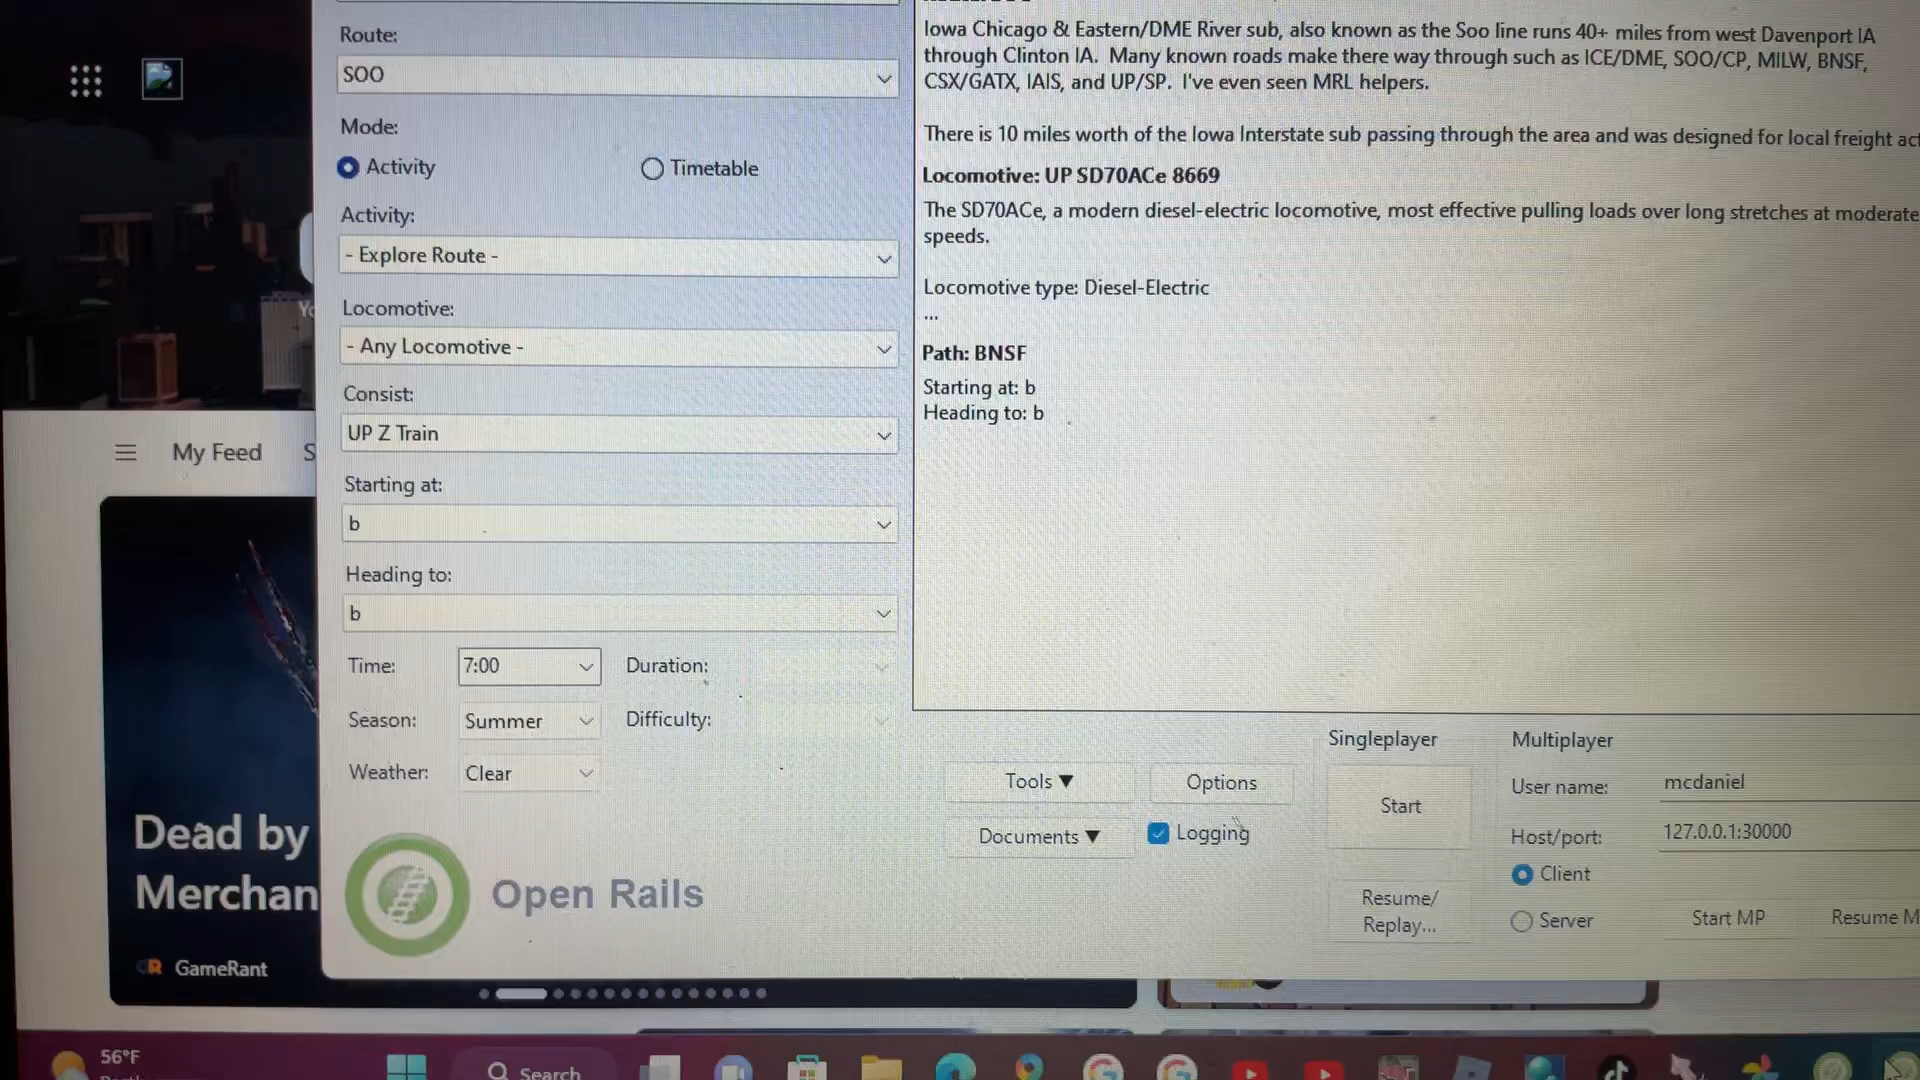 Route:
SOO
Mode:
Activity
Timetable
Activity:
- Explore Route -
Locomotive:
- Any Locomotive -
Consist:
UP Z Train
Starting at:
b
Heading to:
b
Time:
7:00
Duration:
Season:
Summer
Difficulty:
Weather:
Clear
Open Rails
Iowa Chicago & Eastern/DME River sub, also known as the Soo line runs 40+ miles from west Davenport IA
through Clinton IA.  Many known roads make there way through such as ICE/DME, SOO/CP, MILW, BNSF,
CSX/GATX, IAIS, and UP/SP.  I've even seen MRL helpers.
There is 10 miles worth of the Iowa Interstate sub passing through the area and was designed for local freight act
Locomotive: UP SD70ACe 8669
The SD70ACe, a modern diesel-electric locomotive, most effective pulling loads over long stretches at moderate
speeds.
Locomotive type: Diesel-Electric
...
Path: BNSF
Starting at: b
Heading to: b
Tools ▼
Options
Documents ▼
Logging
Singleplayer
Start
Resume/
Replay...
Multiplayer
User name:
mcdaniel
Host/port:
127.0.0.1:30000
Client
Server
Start MP
Resume M
My Feed
S
Dead by
Merchan
GameRant
56°F
Search